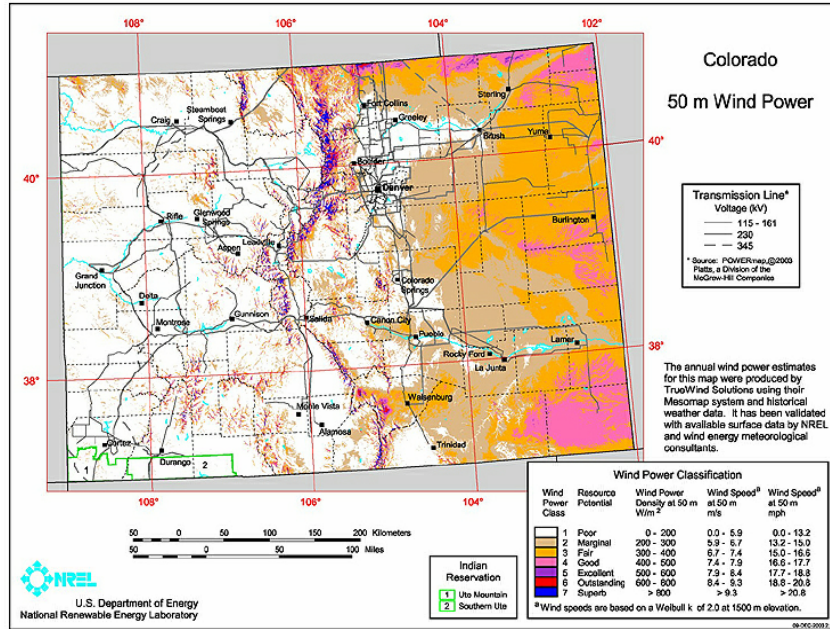 Colorado
50 m Wind Power
108°
106°
104°
102°
Sterling
Fort Collins
Steamboat
Springs
Craig
Greeley
Brush
Yuma
40°
Boulder
40°
Denver
Transmission Line*
Voltage (kV)
115 - 161
230
345
* Source: POWERmap,©2003
Platts, a Division of the
McGraw-Hill Companies
Glenwood
Springs
Rifle
Burlington
Leadville
Aspen
Grand
Junction
Colorado
Springs
Delta
Gunnison
Salida
Canon City
Montrose
Pueblo
Lamar
38°
Rocky Ford
La Junta
38°
The annual wind power estimates
for this map were produced by
TrueWind Solutions using their
Mesomap system and historical
weather data. It has been validated
with available surface data by NREL
and wind energy meteorological
consultants.
Walsenburg
Monte Vista
Alamosa
Trinidad
Cortez
Durango
1
2
108°
106°
104°
50 0 50 100 150 200 Kilometers
50 0 50 100 Miles
Wind Power Classification
Wind Power Class
Resource Potential
Wind Power Density at 50 m W/m²
Wind Speedᵃ at 50 m m/s
Wind Speedᵃ at 50 m mph
1 Poor 0 - 200 0.0 - 5.9 0.0 - 13.2
2 Marginal 200 - 300 5.9 - 6.7 13.2 - 15.0
3 Fair 300 - 400 6.7 - 7.4 15.0 - 16.6
4 Good 400 - 500 7.4 - 7.9 16.6 - 17.7
5 Excellent 500 - 600 7.9 - 8.4 17.7 - 18.8
6 Outstanding 600 - 800 8.4 - 9.3 18.8 - 20.8
7 Superb > 800 > 9.3 > 20.8
ᵃ Wind speeds are based on a Weibull k of 2.0 at 1500 m elevation.
Indian
Reservation
1 Ute Mountain
2 Southern Ute
NREL
U.S. Department of Energy
National Renewable Energy Laboratory